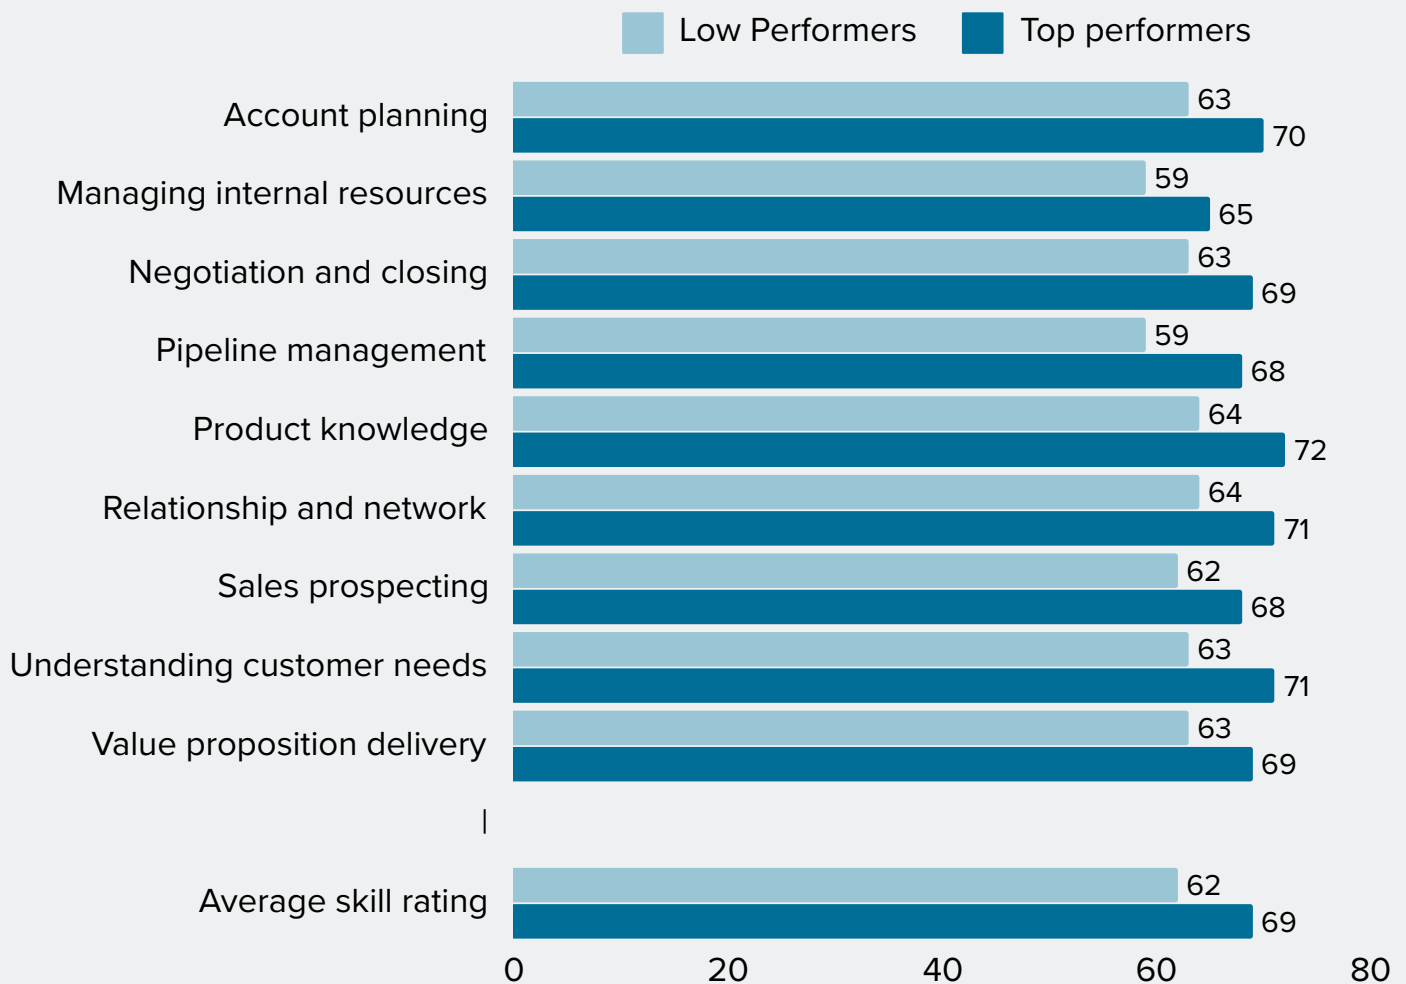 Low Performers Top performers
Account planning 63
70
Managing internal resources 59
65
Negotiation and closing 63
69
Pipeline management 59
68
Product knowledge 64
72
Relationship and network 64
71
Sales prospecting 62
68
Understanding customer needs 63
71
Value proposition delivery 63
69
|
Average skill rating 62
69
0 20 40 60 80